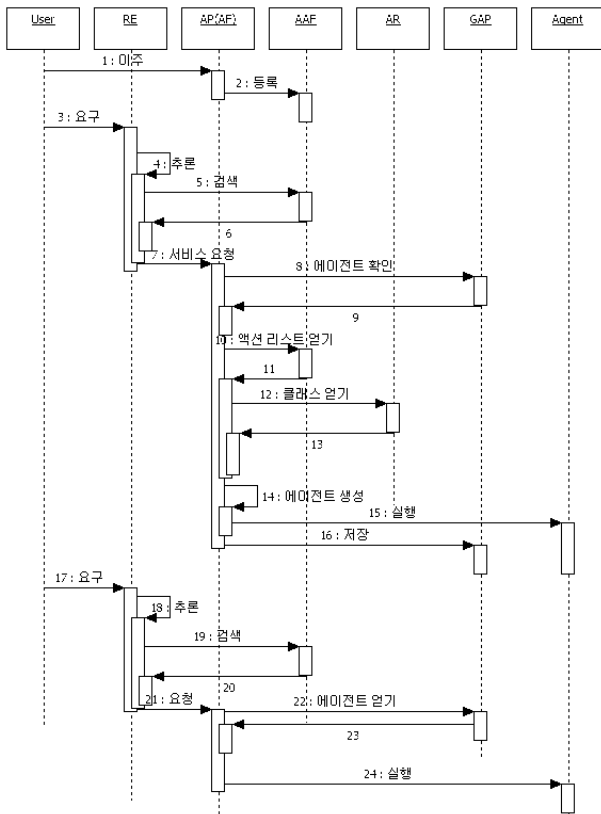 User RE AP(AF) AAF AR GAP Agent
1 : 이주
2 : 등록
3 : 요구
4 : 추론
5 : 검색
6
7 : 서비스 요청
8 : 에이전트 확인
9
10 : 액션 리스트 얻기
11
12 : 클래스 얻기
13
14 : 에이전트 생성
15 : 실행
16 : 저장
17 : 요구
18 : 추론
19 : 검색
20
21 : 요청
22 : 에이전트 얻기
23
24 : 실행